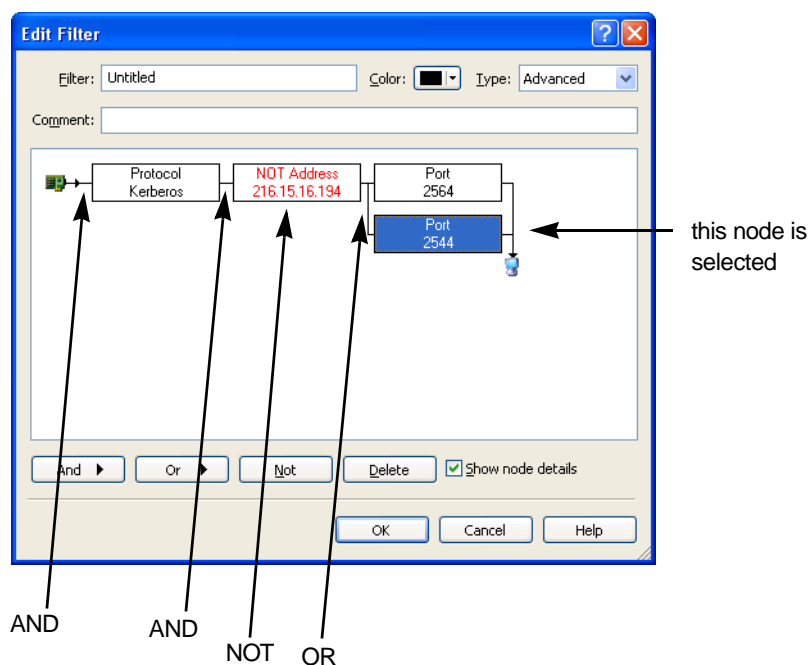 Edit Filter
Filter: Untitled
Color:
Type: Advanced
Comment:
Protocol
Kerberos
NOT Address
216.15.16.194
Port
2564
Port
2544
this node is
selected
And
Or
Not
Delete
Show node details
OK
Cancel
Help
AND
AND
NOT
OR